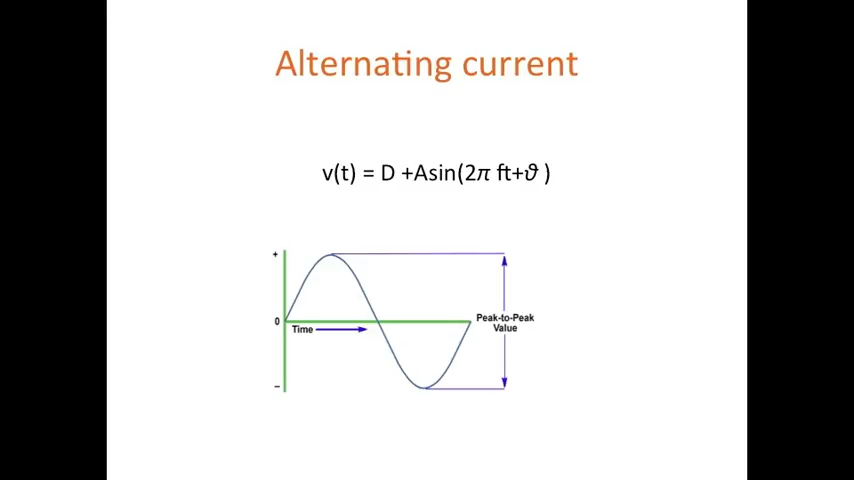 Alternating current
v(t) = D +Asin(2π ft+ϑ )
+
0
Time
Peak-to-Peak
Value
−